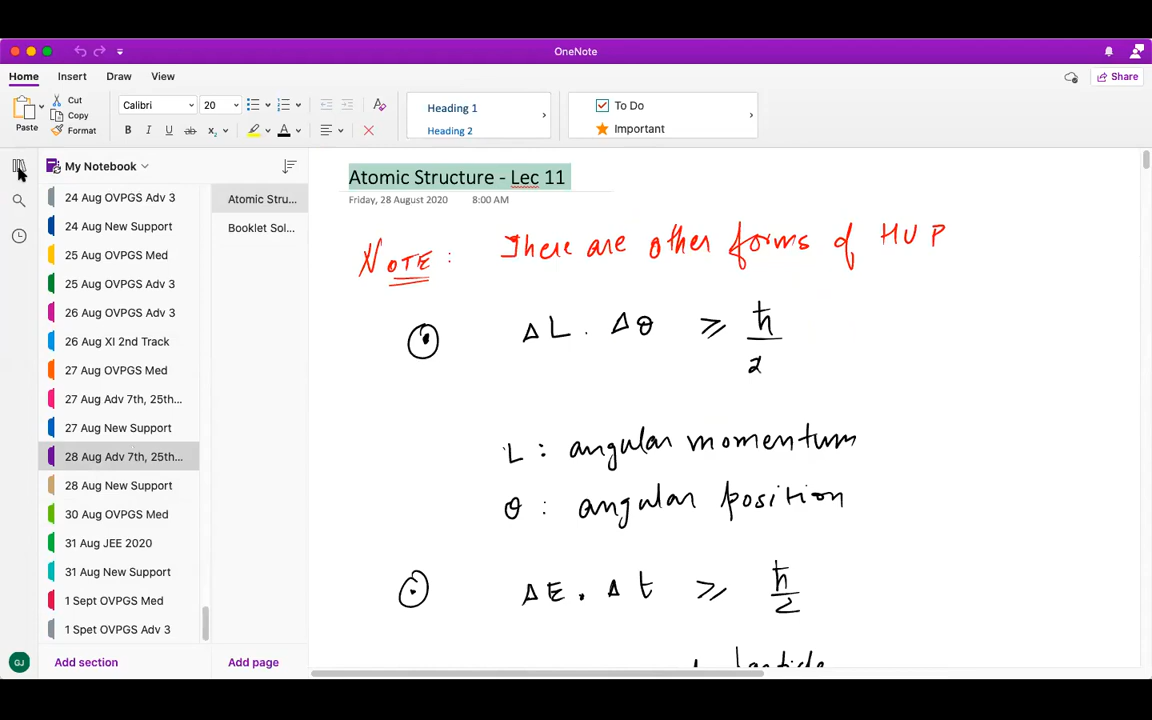 OneNote
Home Insert Draw View
Share
Paste
Cut
Copy
Format
Calibri 20
B I U ab x₂ A
Heading 1
Heading 2
To Do
Important
My Notebook
24 Aug OVPGS Adv 3
24 Aug New Support
25 Aug OVPGS Med
25 Aug OVPGS Adv 3
26 Aug OVPGS Adv 3
26 Aug XI 2nd Track
27 Aug OVPGS Med
27 Aug Adv 7th, 25th...
27 Aug New Support
28 Aug Adv 7th, 25th...
28 Aug New Support
30 Aug OVPGS Med
31 Aug JEE 2020
31 Aug New Support
1 Sept OVPGS Med
1 Spet OVPGS Adv 3
GJ
Add section
Atomic Stru...
Booklet Sol...
Add page
Atomic Structure - Lec 11
Friday, 28 August 2020 8:00 AM
NOTE : There are other forms of HUP
ΔL . Δθ ⩾ ħ/2
L : angular momentum
θ : angular position
ΔE . Δt ⩾ ħ/2